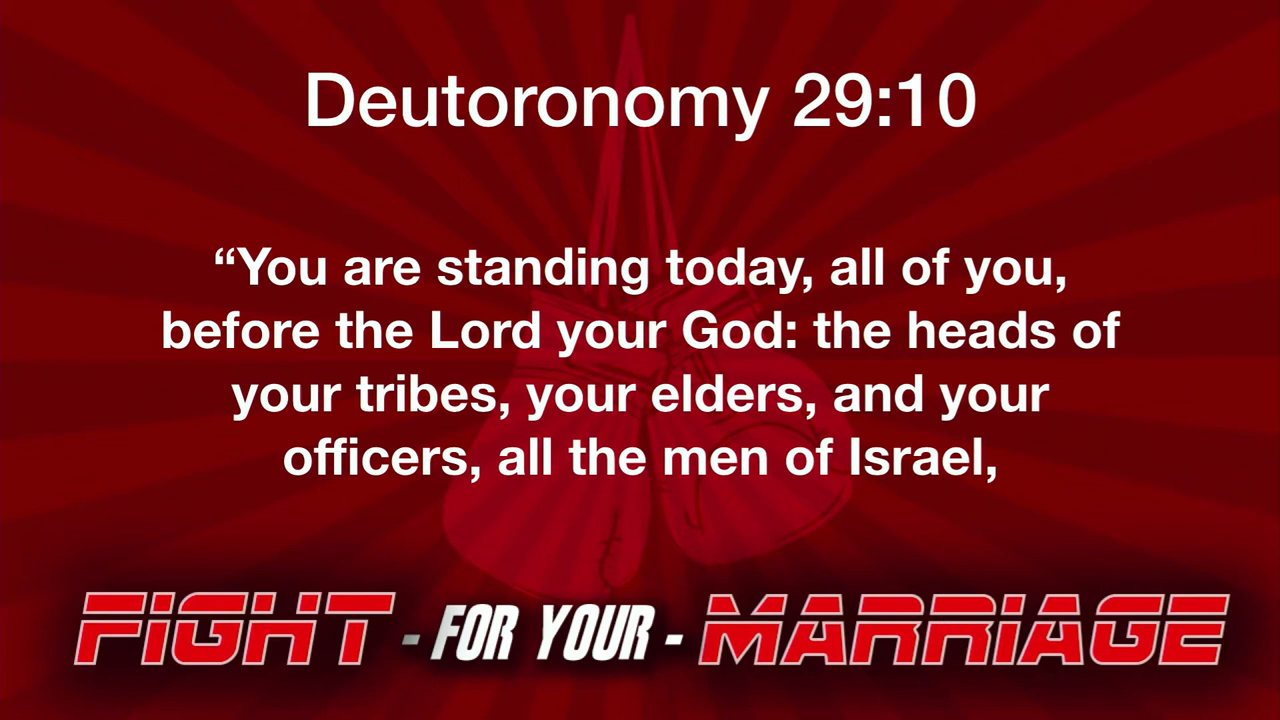 Deutoronomy 29:10
“You are standing today, all of you,
before the Lord your God: the heads of
your tribes, your elders, and your
officers, all the men of Israel,
FIGHT - FOR YOUR - MARRIAGE